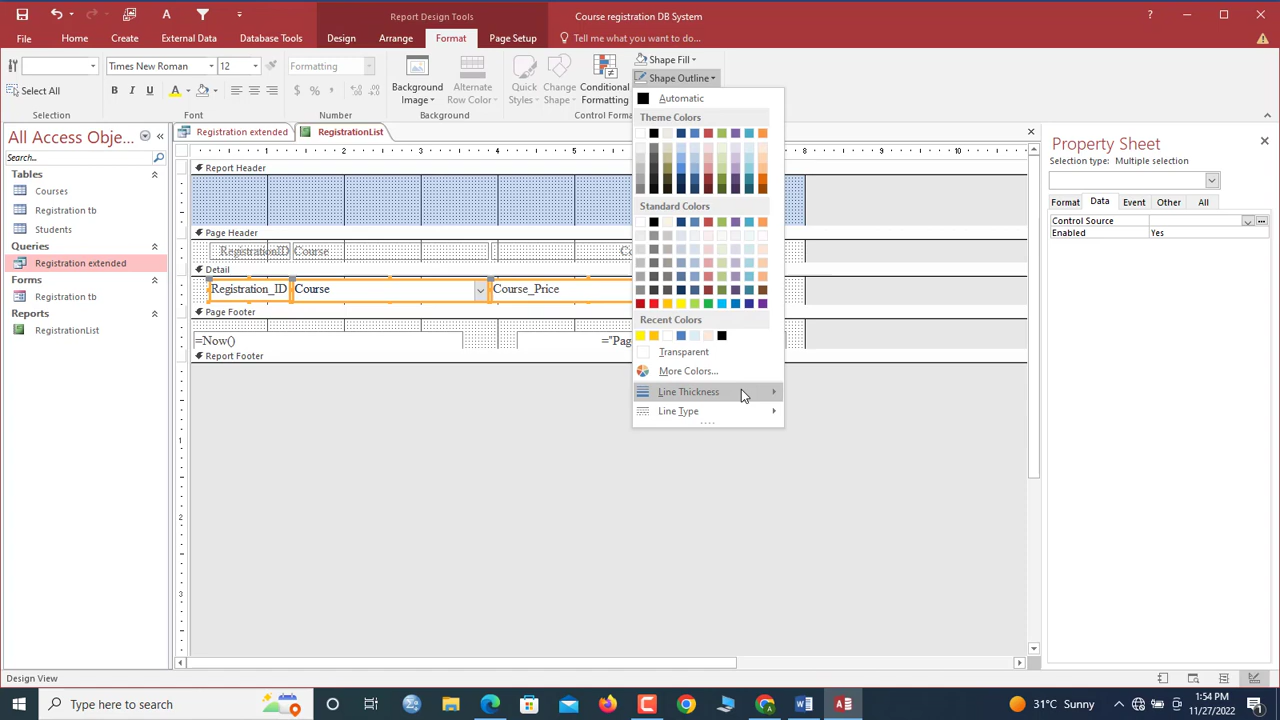 Report Design Tools
Course registration DB System
File
Home
Create
External Data
Database Tools
Design
Arrange
Format
Page Setup
Tell me what you want to do...
Select All
Selection
Times New Roman
12
B I U A
Font
Formatting
$ % ,
Number
Background Image
Alternate Row Color
Background
Quick Styles
Change Shape
Conditional Formatting
Shape Fill
Shape Outline
Control Format
Automatic
Theme Colors
Standard Colors
Recent Colors
Transparent
More Colors...
Line Thickness
Line Type
All Access Obje...
Search...
Tables
Courses
Registration tb
Students
Queries
Registration extended
Forms
Registration tb
Reports
RegistrationList
Registration extended
RegistrationList
Report Header
Page Header
RegistrationID
Course
Detail
Registration_ID
Course
Course_Price
Page Footer
=Now()
="Pag
Report Footer
Property Sheet
Selection type: Multiple selection
Format
Data
Event
Other
All
Control Source
Enabled
Yes
Design View
Type here to search
31°C Sunny
1:54 PM
11/27/2022